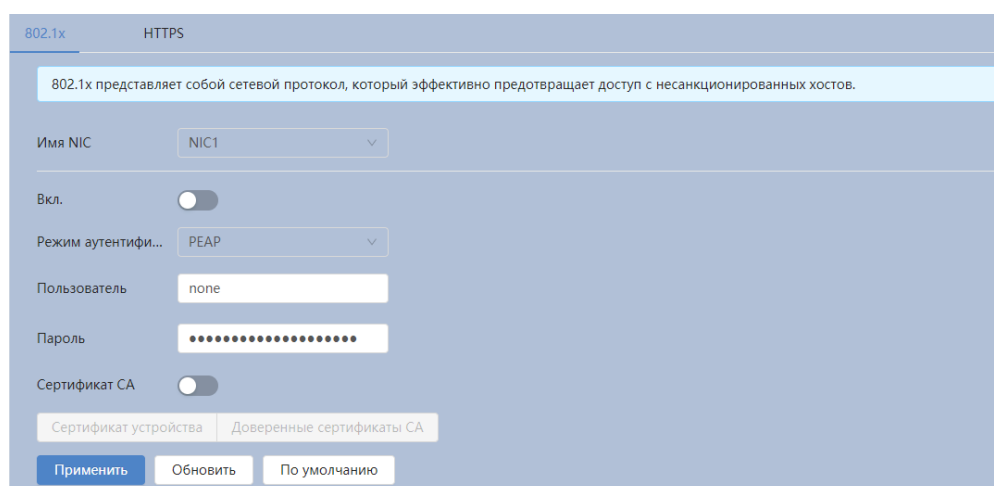 802.1x HTTPS
802.1x представляет собой сетевой протокол, который эффективно предотвращает доступ с несанкционированных хостов.
Имя NIC NIC1
Вкл.
Режим аутентифи... PEAP
Пользователь none
Пароль ••••••••••••••••••••
Сертификат CA
Сертификат устройства Доверенные сертификаты CA
Применить Обновить По умолчанию